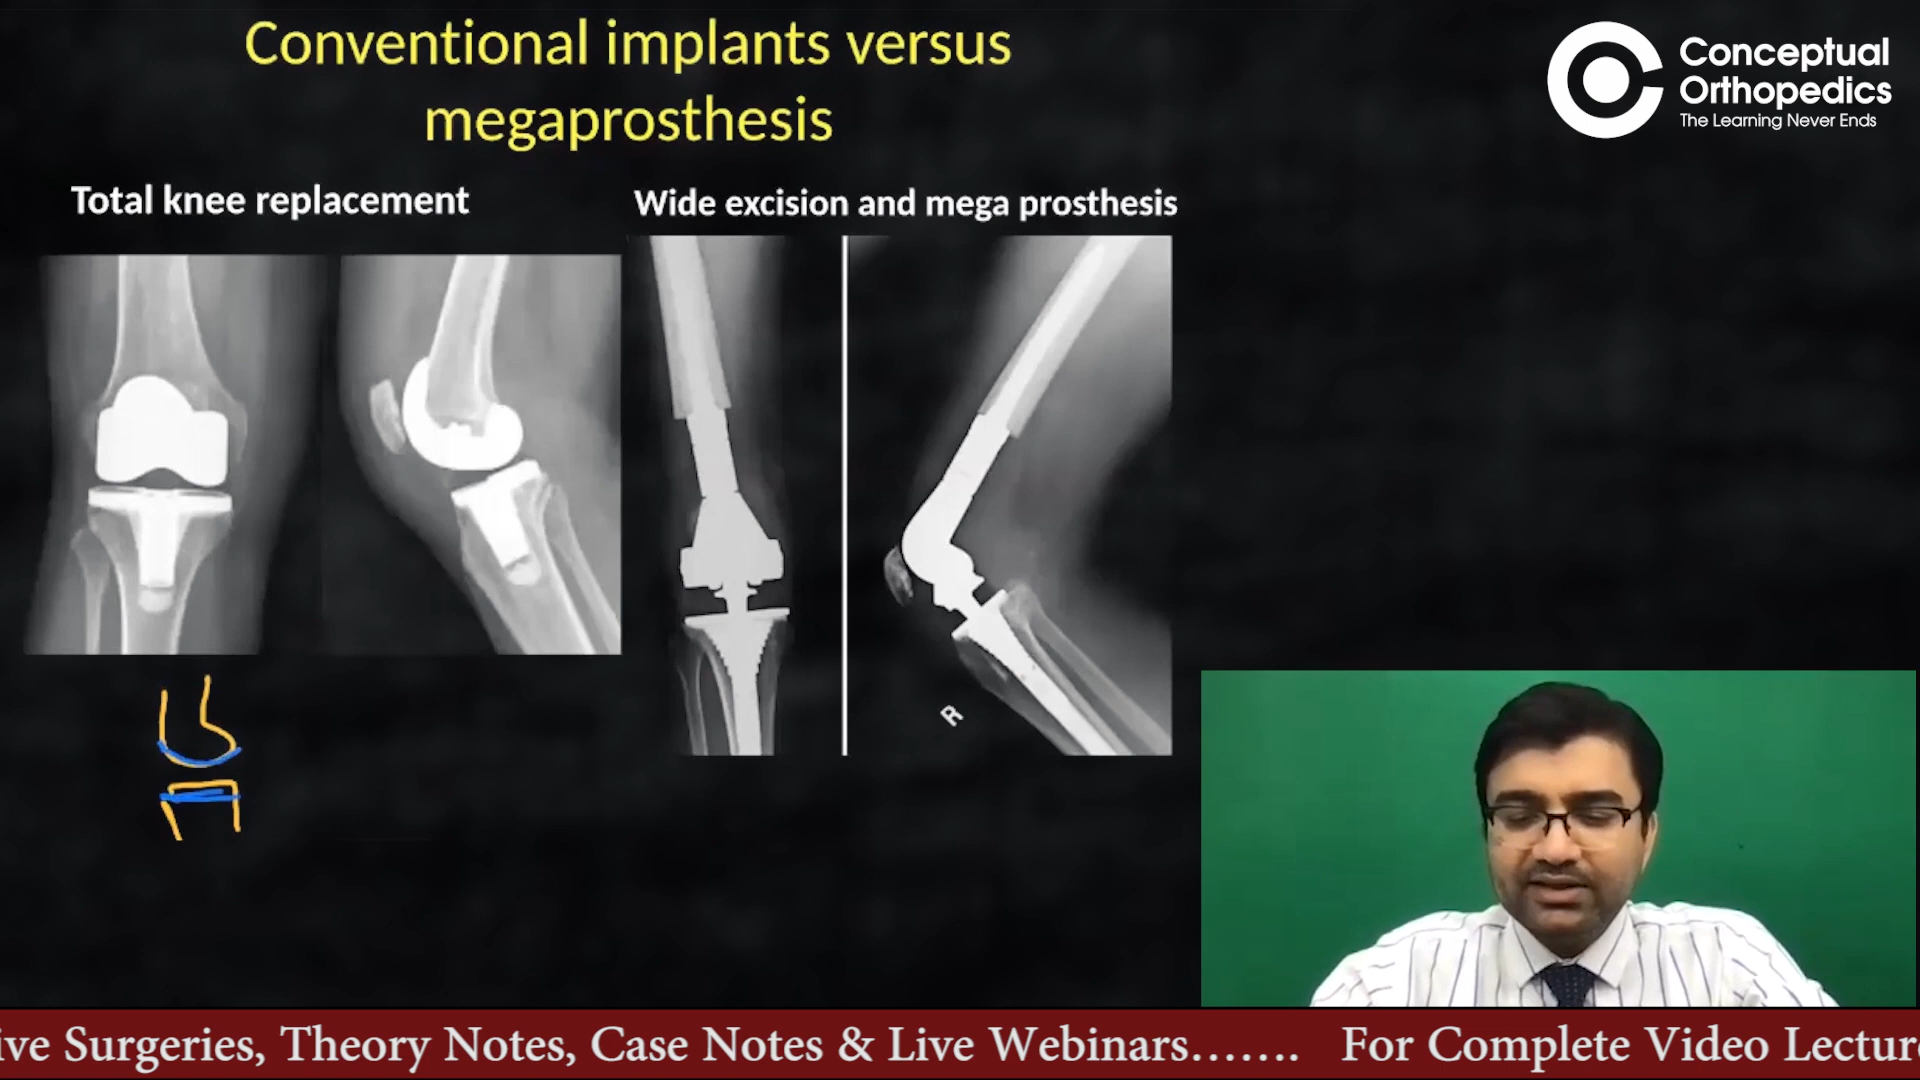 Conventional implants versus
megaprosthesis
Conceptual
Orthopedics
The Learning Never Ends
Total knee replacement
Wide excision and mega prosthesis
R
ive Surgeries, Theory Notes, Case Notes & Live Webinars....... For Complete Video Lectur